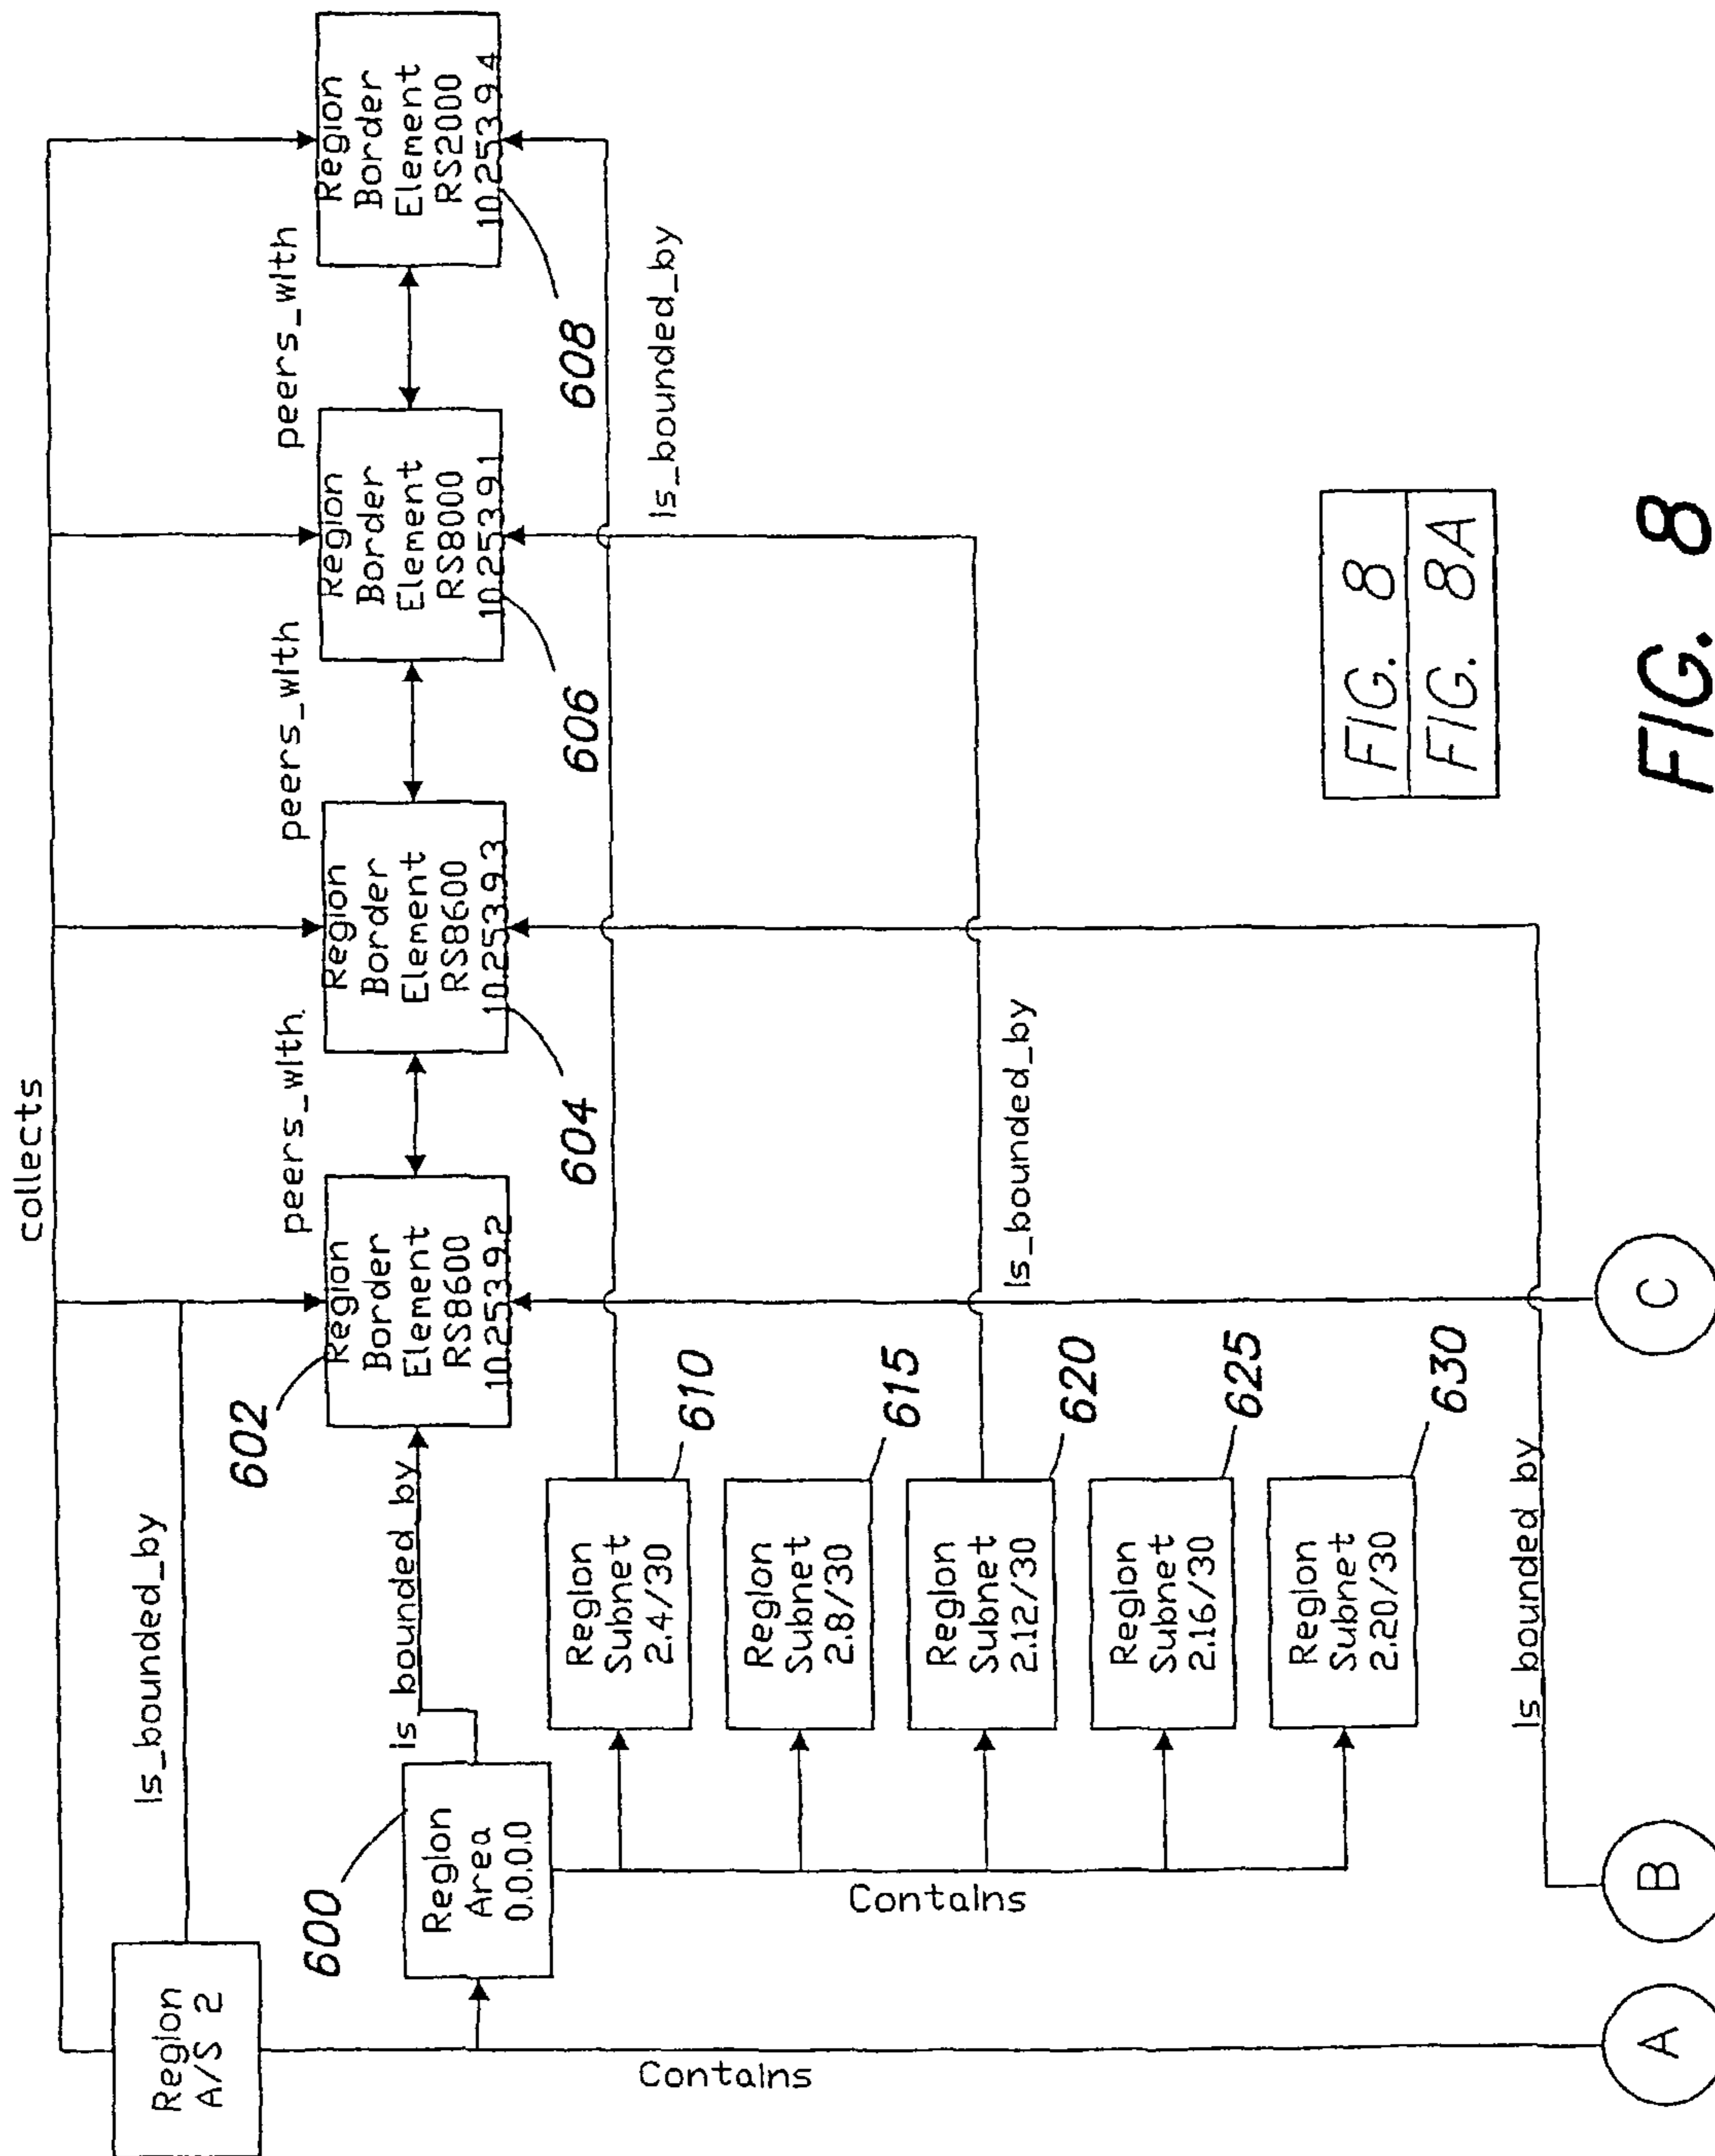 collects
Is_bounded_by
Region
A/S 2
peers_with.
peers_with
peers_with
602
Region
Border
Element
RS8600
10.253.9.2
Region
Border
Element
RS8600
10.253.9.3
Region
Border
Element
RS8000
10.253.9.1
Region
Border
Element
RS2000
10.253.9.4
600
is bounded_by
604
606
608
Region
Area
0.0.0.0
Region
Subnet
2.4/30
610
Is_bounded_by
Region
Subnet
2.8/30
615
Contains
Region
Subnet
2.12/30
620
Is_bounded_by
Region
Subnet
2.16/30
625
Region
Subnet
2.20/30
630
Contains
Is bounded_by
A
B
C
FIG. 8
FIG. 8A
FIG. 8